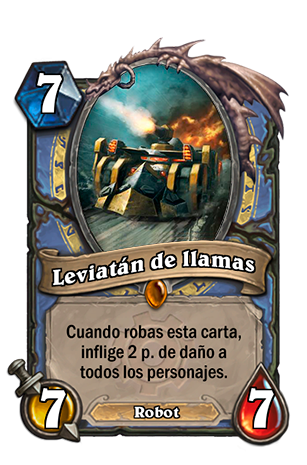 7
Leviatán de llamas
Cuando robas esta carta,
inflige 2 p. de daño a
todos los personajes.
7
Robot
7